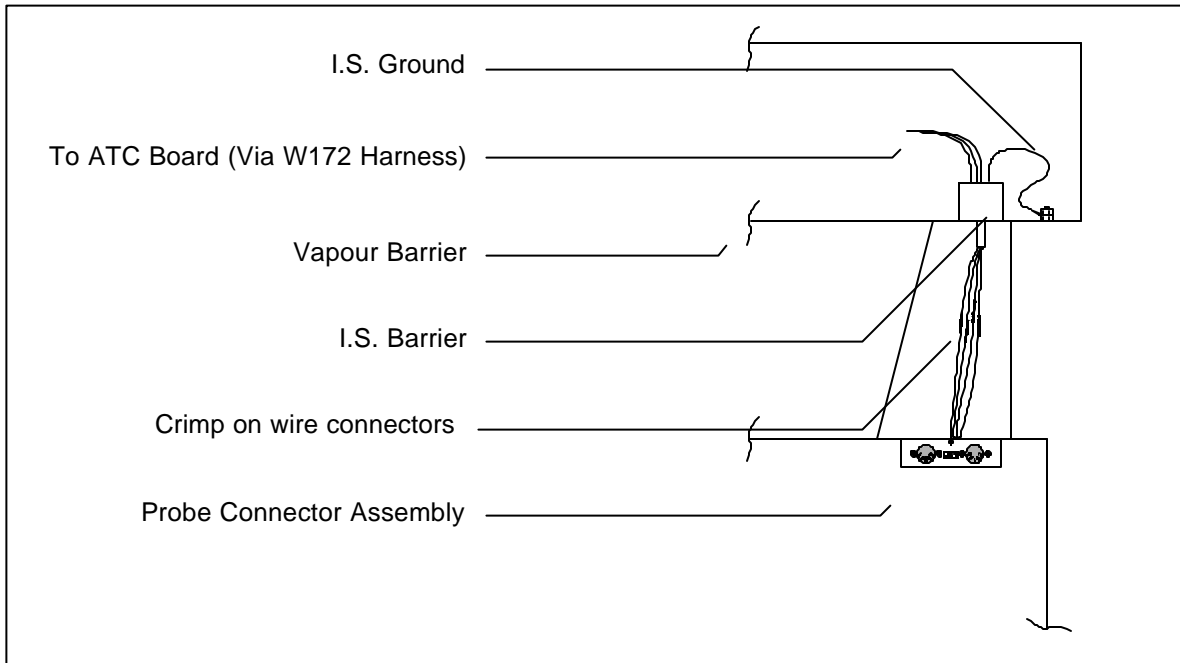 I.S. Ground
To ATC Board (Via W172 Harness)
Vapour Barrier
I.S. Barrier
Crimp on wire connectors
Probe Connector Assembly